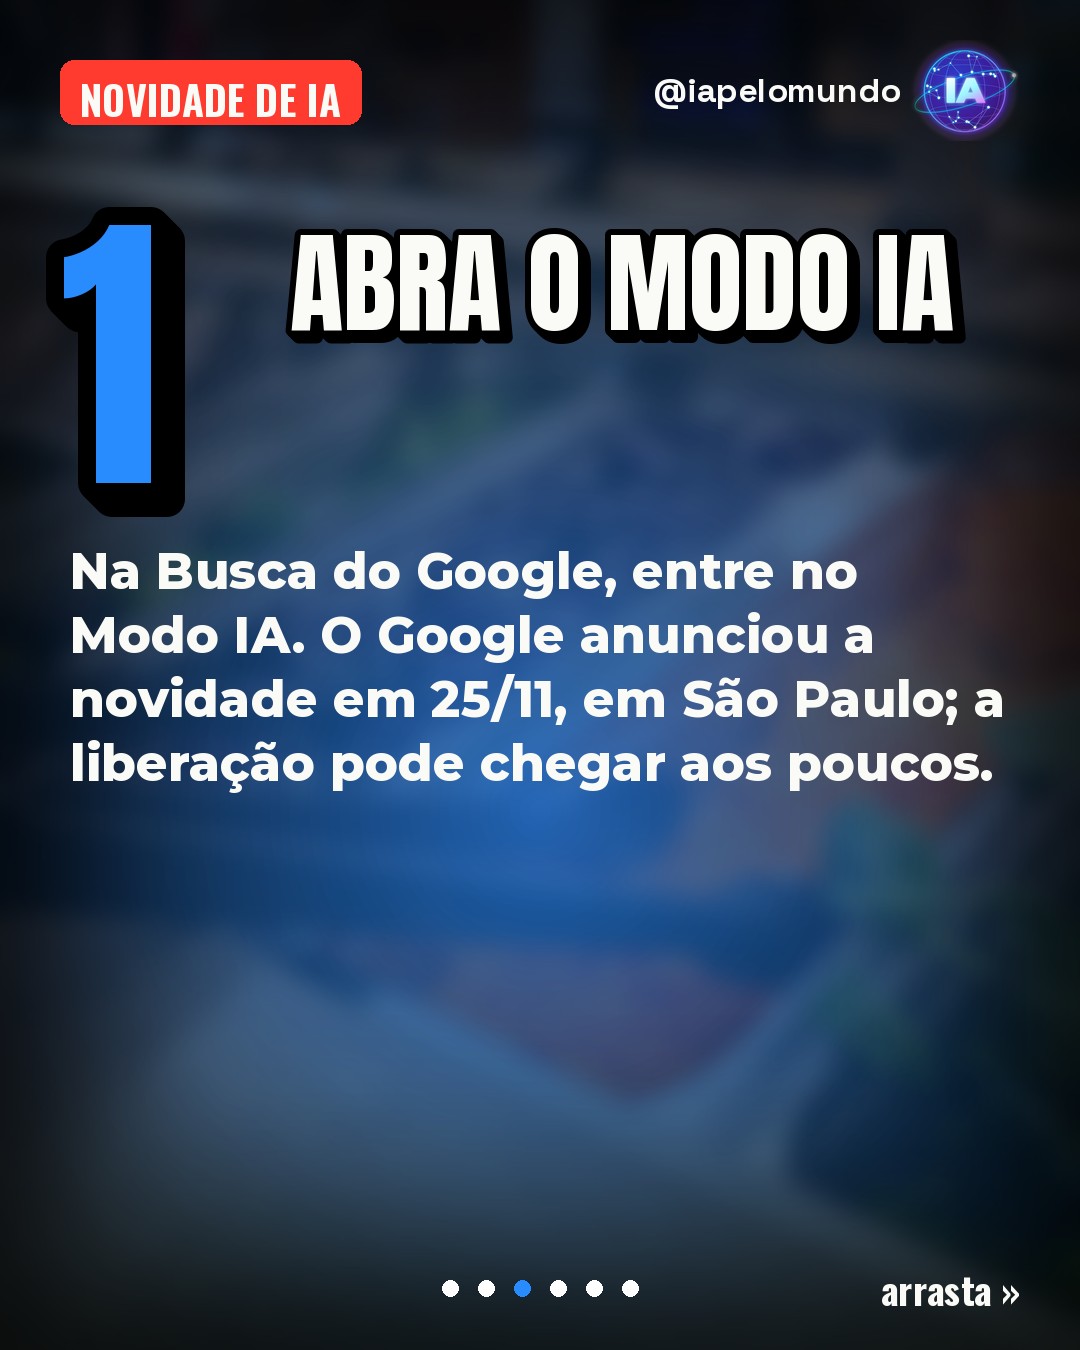 NOVIDADE DE IA
@iapelomundo
IA
1
ABRA O MODO IA
Na Busca do Google, entre no
Modo IA. O Google anunciou a
novidade em 25/11, em São Paulo; a
liberação pode chegar aos poucos.
arrasta »